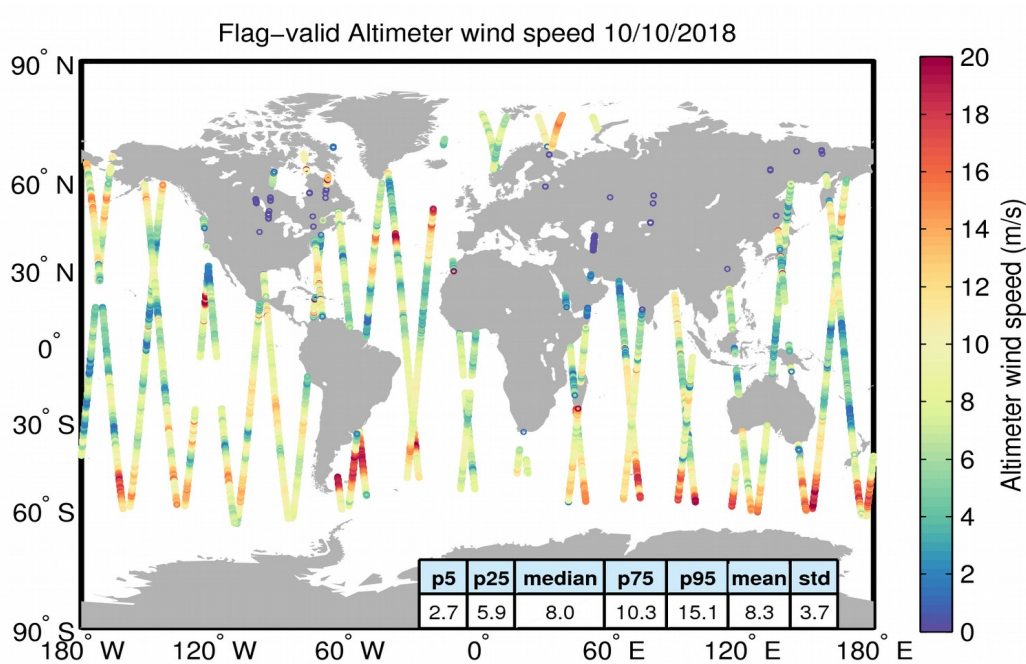 Flag−valid Altimeter wind speed 10/10/2018
90° N
60° N
30° N
0°
30° S
60° S
90° S
180° W
120° W
60° W
0°
60° E
120° E
180° E
p5 p25 median p75 p95 mean std
2.7 5.9 8.0 10.3 15.1 8.3 3.7
20
18
16
14
12
10
8
6
4
2
0
Altimeter wind speed (m/s)